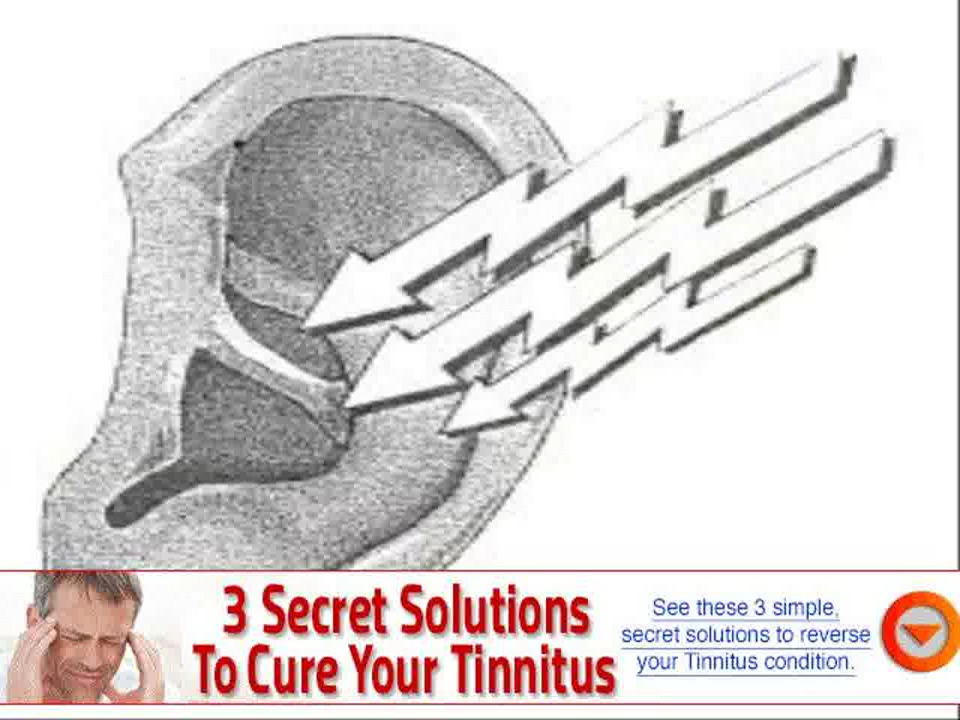 3 Secret Solutions
To Cure Your Tinnitus
See these 3 simple,
secret solutions to reverse
your Tinnitus condition.